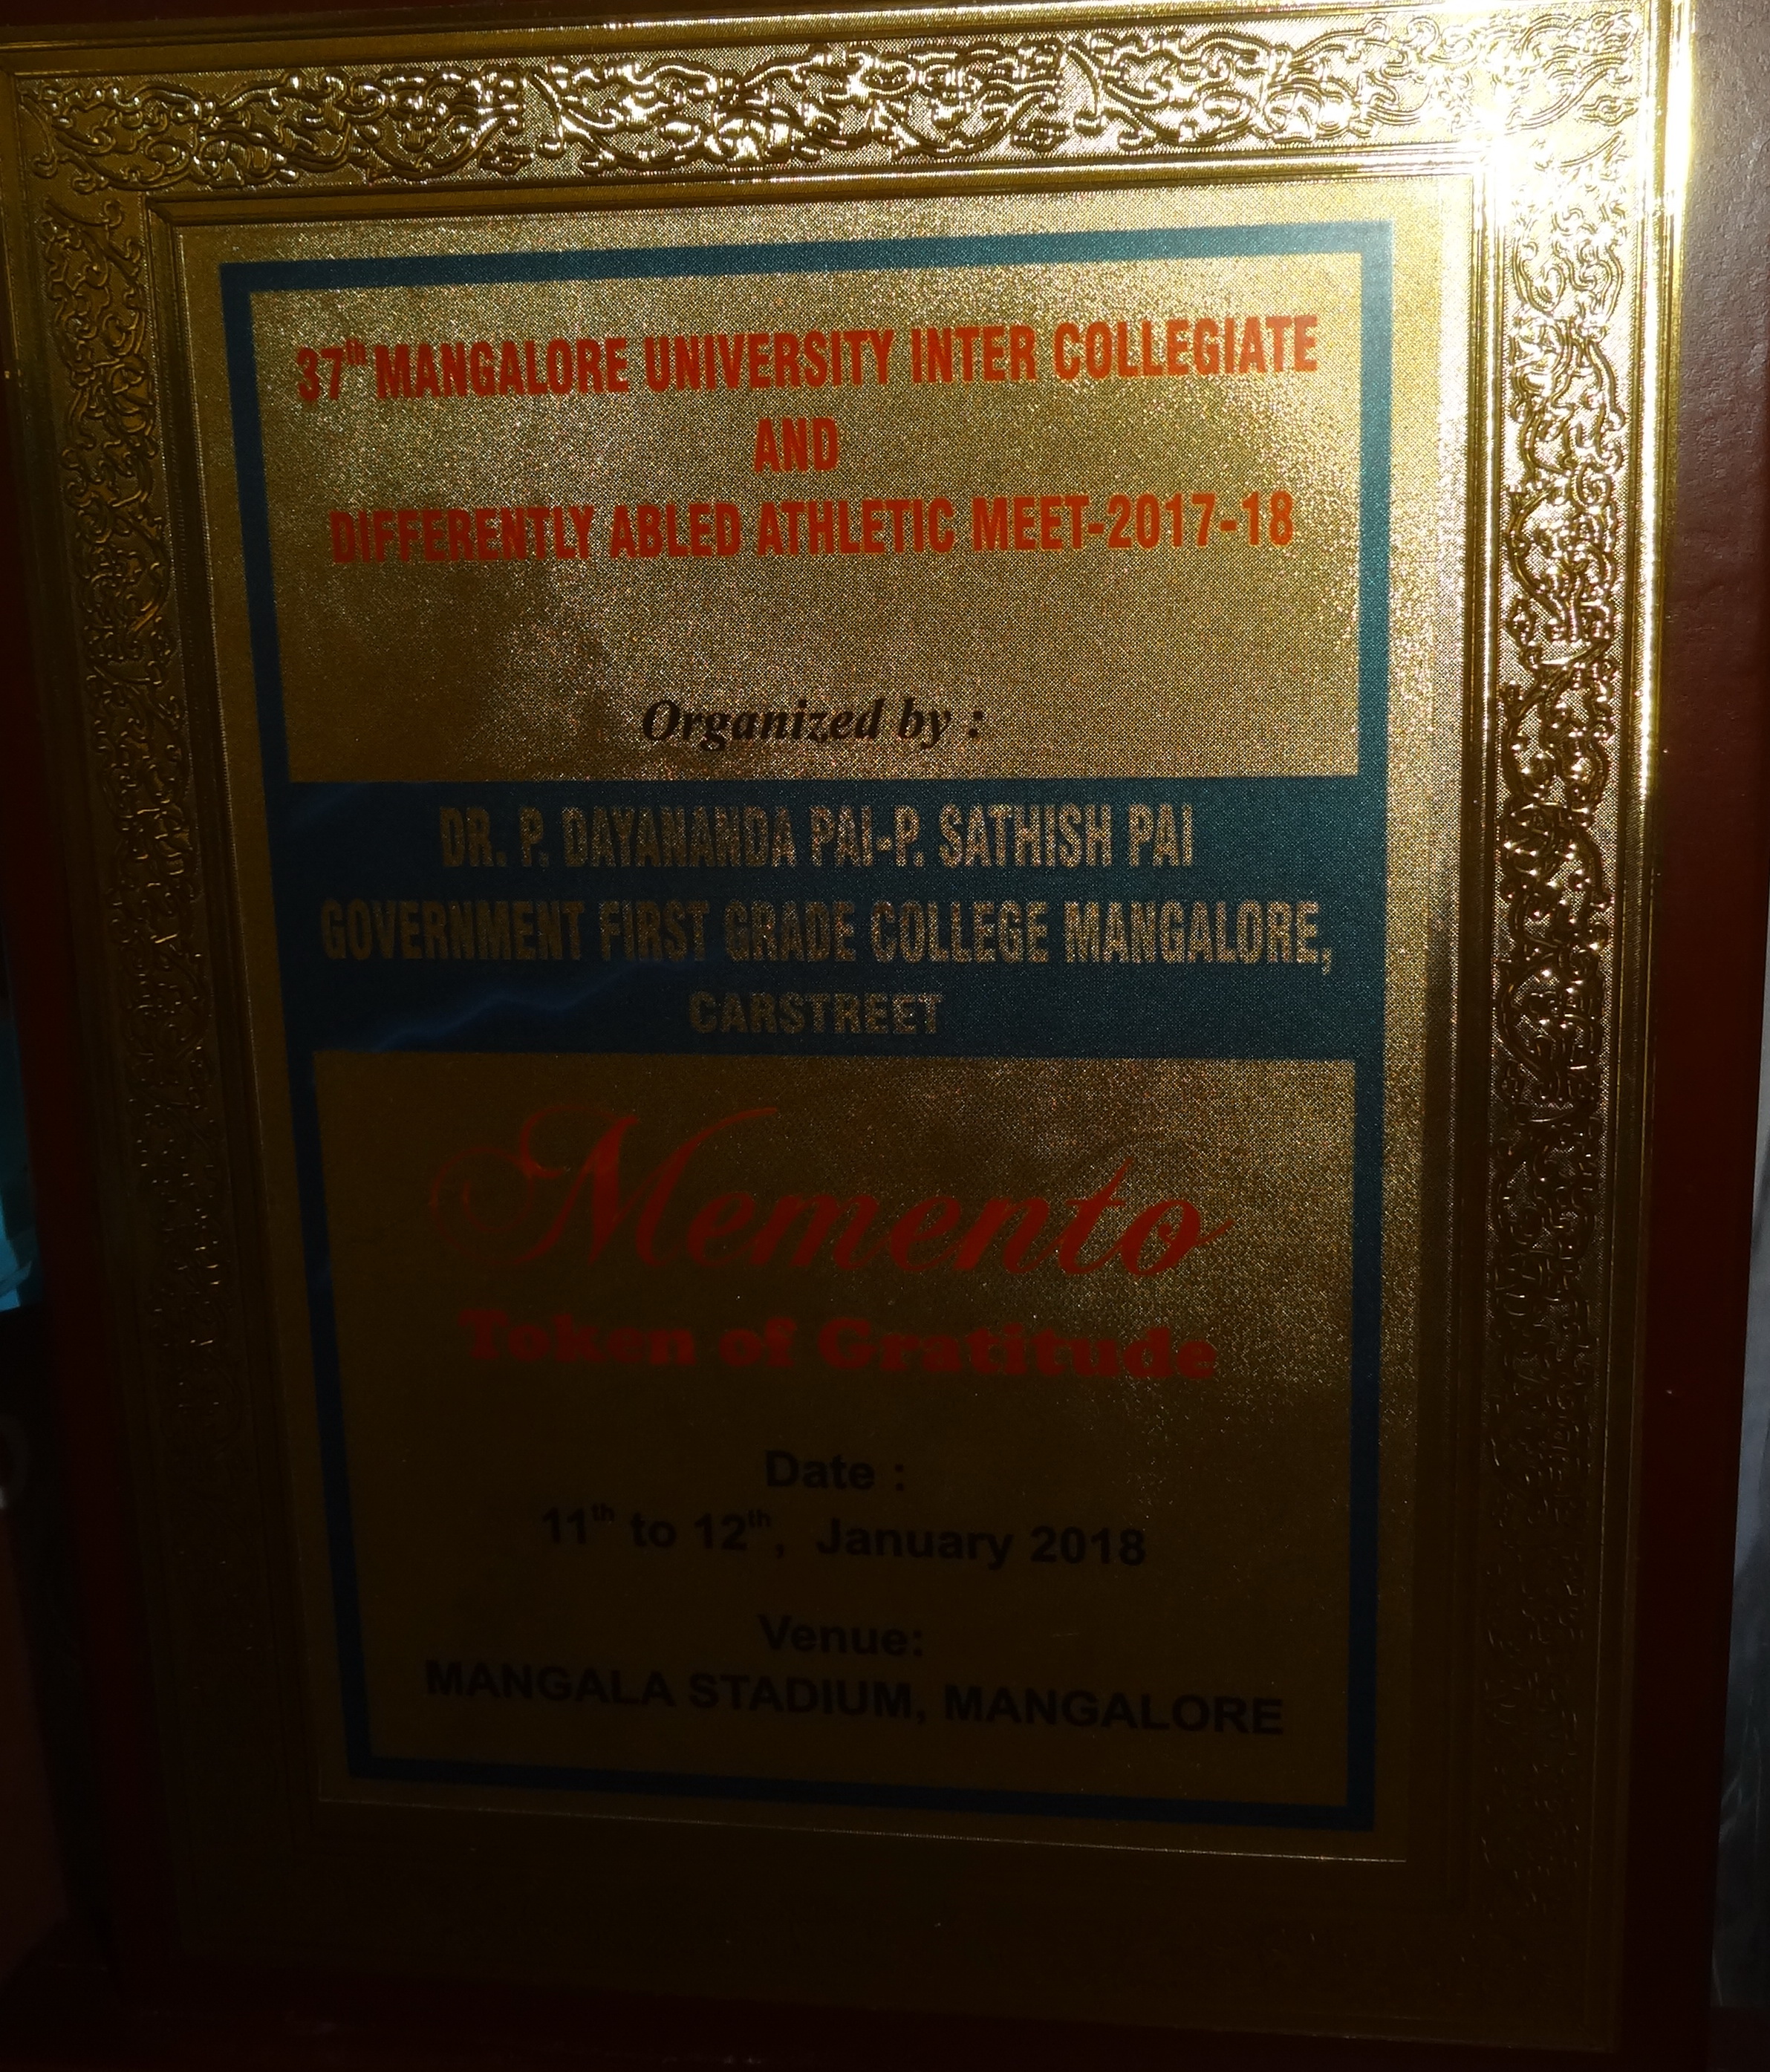 37th MANGALORE UNIVERSITY INTER COLLEGIATE
AND
DIFFERENTLY ABLED ATHLETIC MEET-2017-18
Organized by :
DR. P. DAYANANDA PAI-P. SATHISH PAI
GOVERNMENT FIRST GRADE COLLEGE MANGALORE,
CARSTREET
Memento
Token of Gratitude
Date :
11th to 12th, January 2018
Venue:
MANGALA STADIUM, MANGALORE